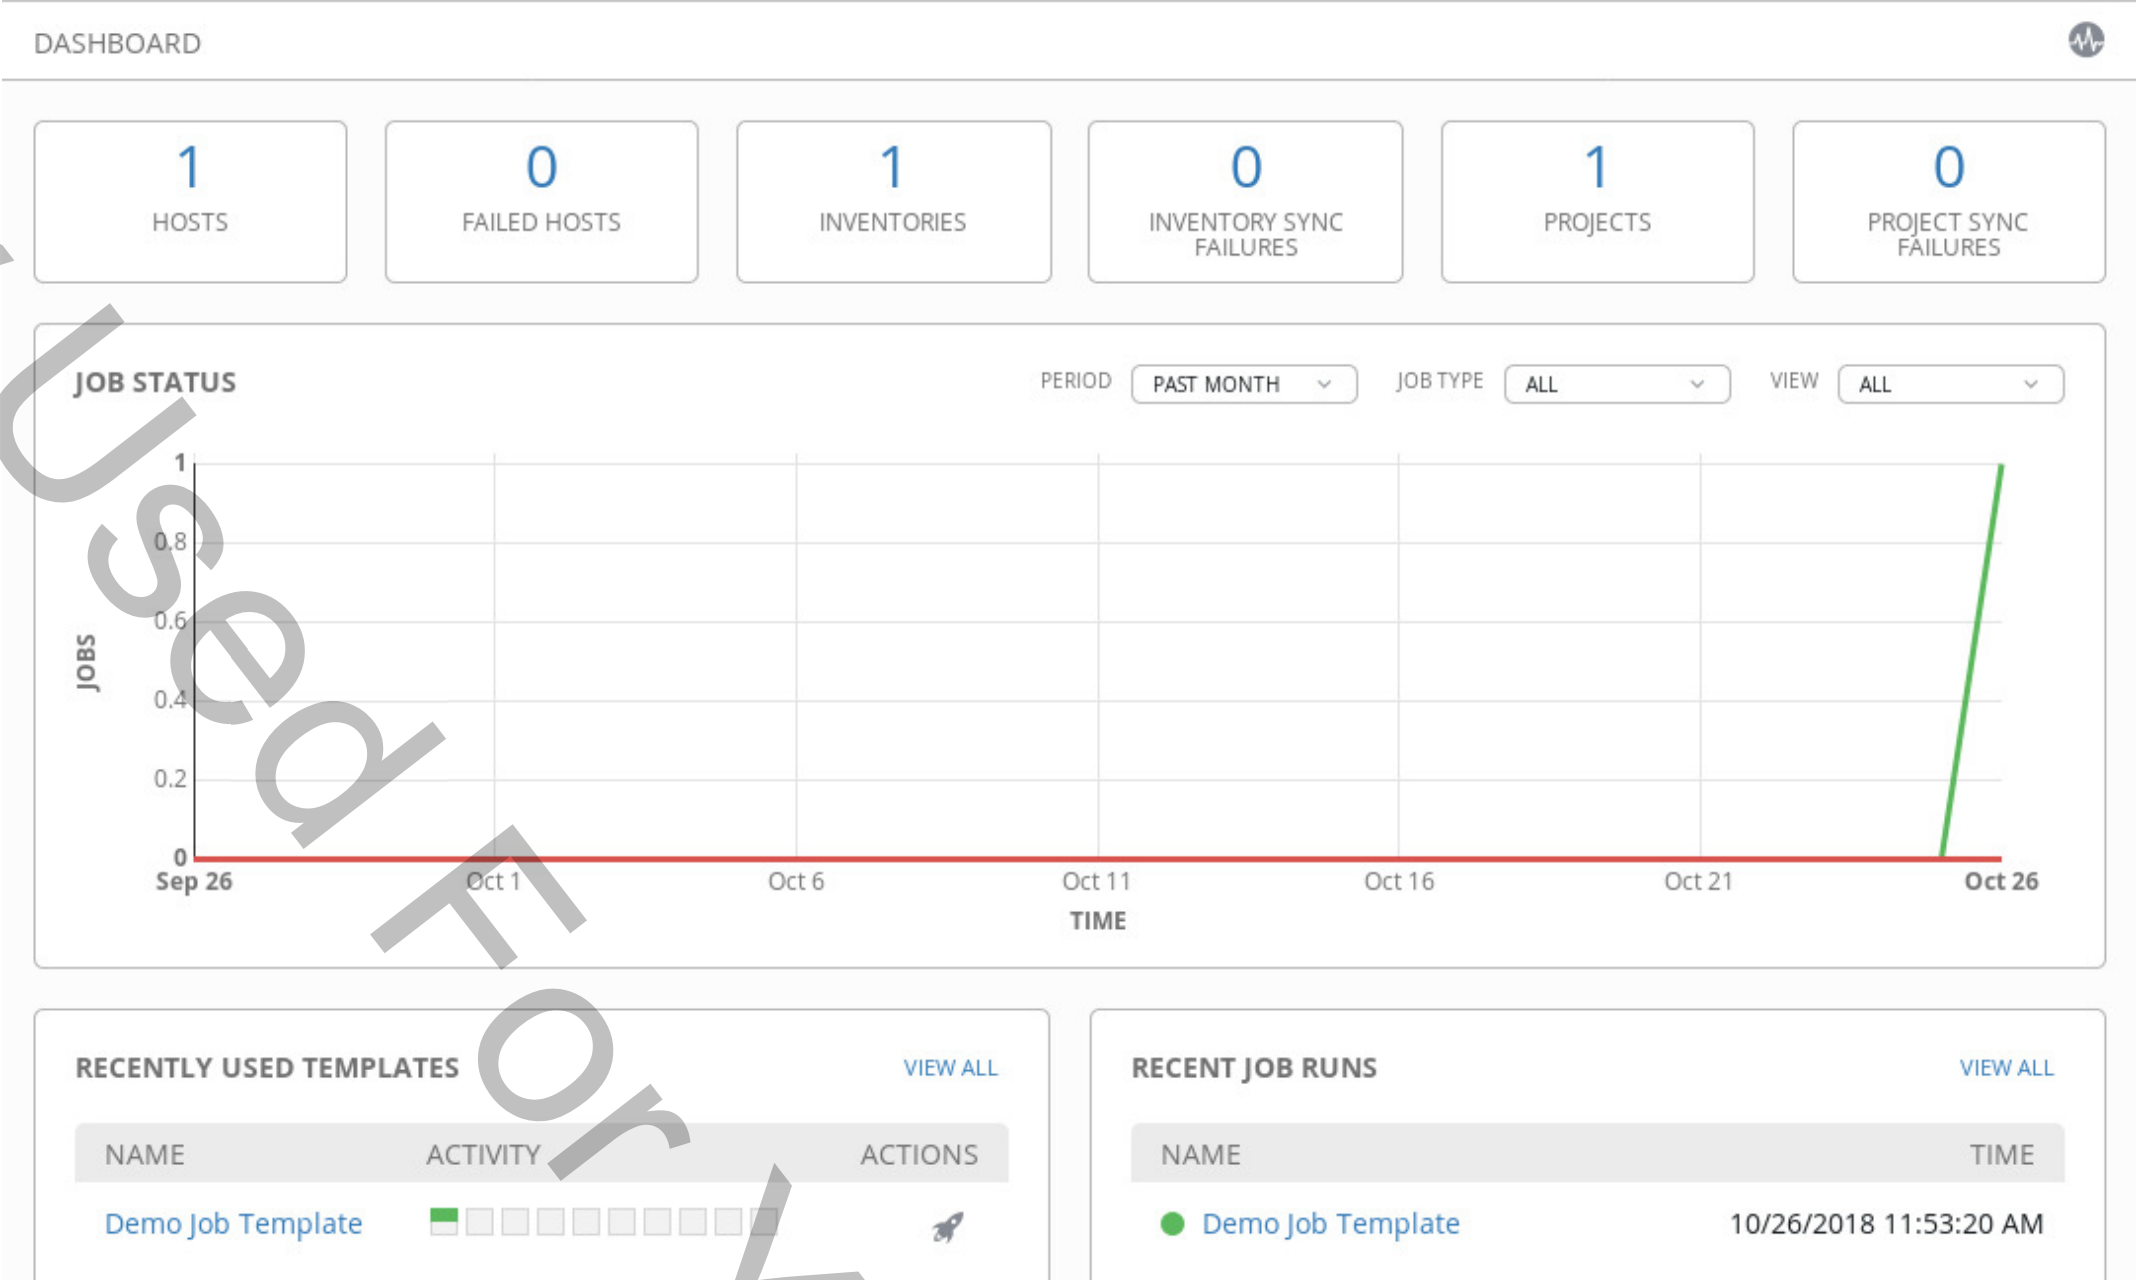 DASHBOARD
1
HOSTS
0
FAILED HOSTS
1
INVENTORIES
0
INVENTORY SYNC
FAILURES
1
PROJECTS
0
PROJECT SYNC
FAILURES
JOB STATUS
PERIOD PAST MONTH JOB TYPE ALL VIEW ALL
1
0.8
0.6
0.4
0.2
0
JOBS
Sep 26 Oct 1 Oct 6 Oct 11 Oct 16 Oct 21 Oct 26
TIME
RECENTLY USED TEMPLATES VIEW ALL
NAME ACTIVITY ACTIONS
Demo Job Template
RECENT JOB RUNS VIEW ALL
NAME TIME
Demo Job Template 10/26/2018 11:53:20 AM
Used For